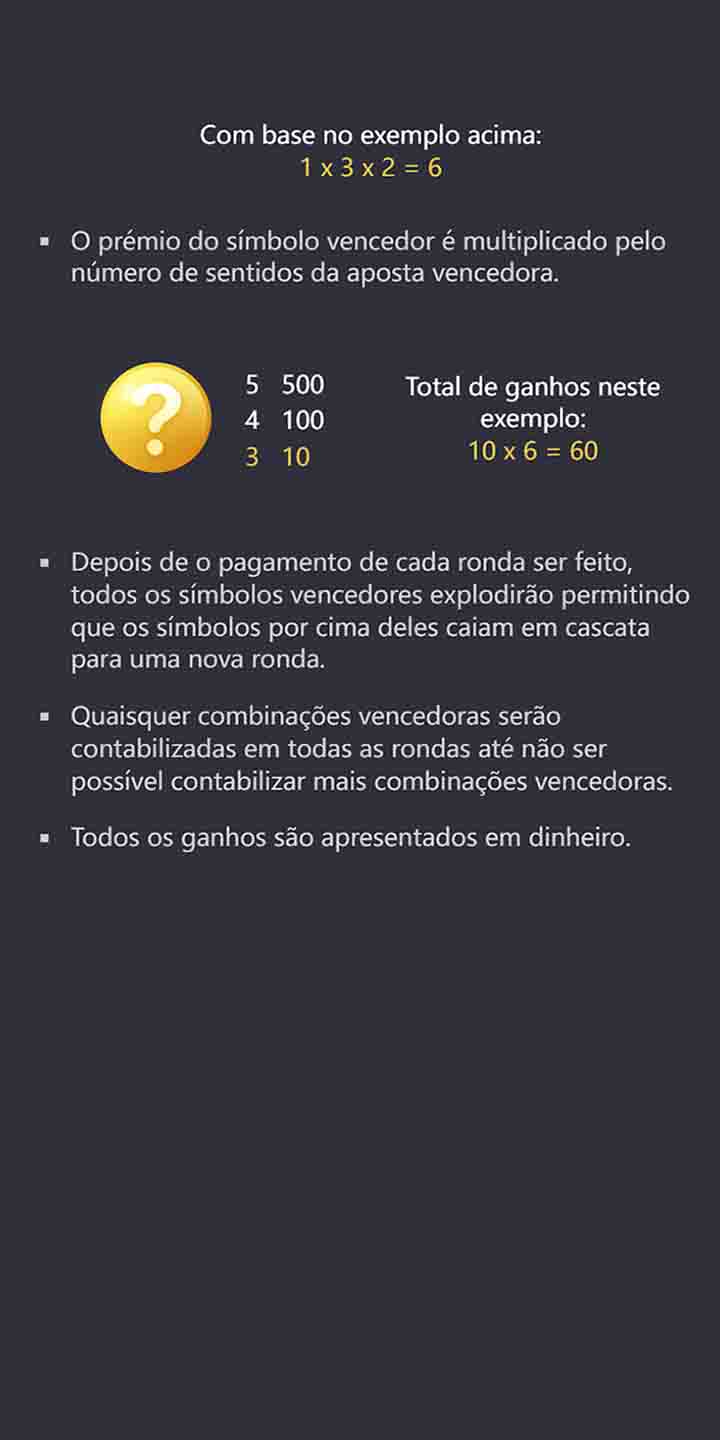 Com base no exemplo acima:
1 x 3 x 2 = 6
▪ O prémio do símbolo vencedor é multiplicado pelo
número de sentidos da aposta vencedora.
?
5 500
4 100
3 10
Total de ganhos neste
exemplo:
10 x 6 = 60
▪ Depois de o pagamento de cada ronda ser feito,
todos os símbolos vencedores explodirão permitindo
que os símbolos por cima deles caiam em cascata
para uma nova ronda.
▪ Quaisquer combinações vencedoras serão
contabilizadas em todas as rondas até não ser
possível contabilizar mais combinações vencedoras.
▪ Todos os ganhos são apresentados em dinheiro.